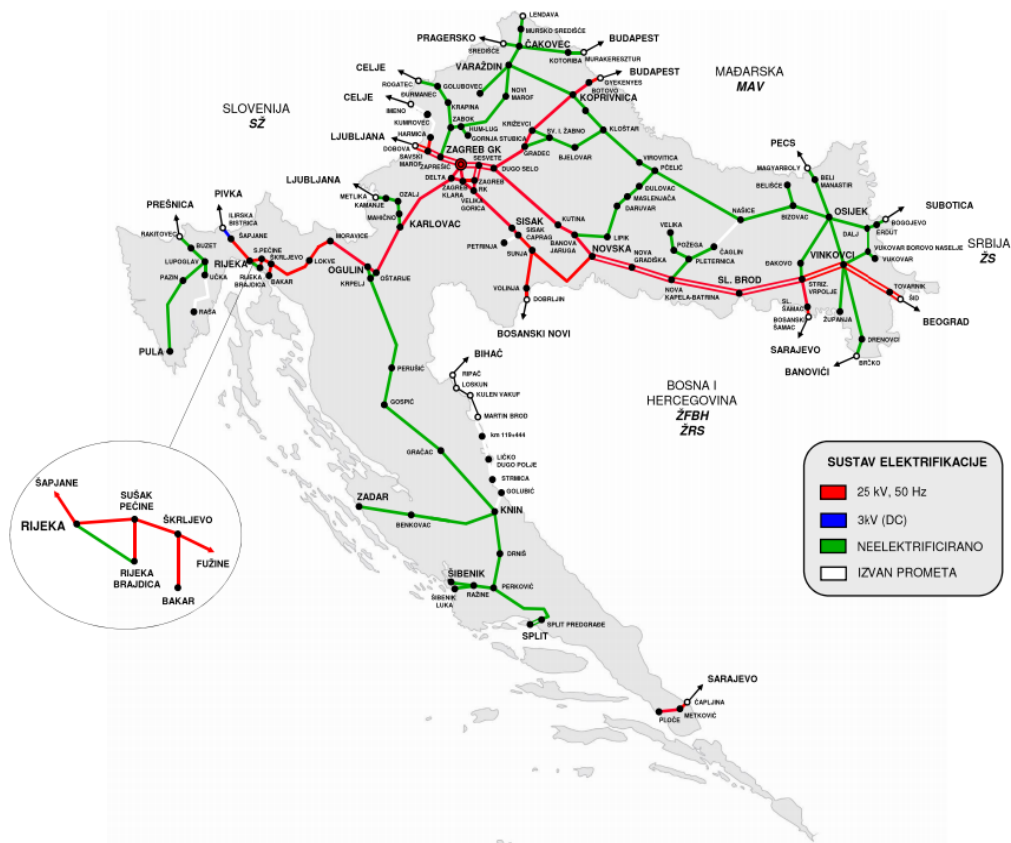 LENDAVA
MURSKO SREDIŠĆE
PRAGERSKO
ČAKOVEC
SREDIŠĆE
BUDAPEST
KOTORIBA
MURAKERESZTUR
VARAŽDIN
CELJE
ROGATEC
ĐURMANEC
GOLUBOVEC
NOVI
MAROF
BUDAPEST
GYEKENYES
BOTOVO
KOPRIVNICA
MAĐARSKA
MAV
SLOVENIJA
SŽ
CELJE
IMENO
KUMROVEC
KRAPINA
ZABOK
HUM-LUG
GORNJA STUBICA
KRIŽEVCI
SV. I. ŽABNO
KLOŠTAR
HARMICA
LJUBLJANA
DOBOVA
SAVSKI
MAROF
ZAPREŠIĆ
ZAGREB GK
SESVETE
DUGO SELO
GRADEC
BJELOVAR
VIROVITICA
PČELIĆ
PECS
MAGYARBOLY
BELI
MANASTIR
BELIŠĆE
DELTA
ZAGREB
KLARA
ZAGREB
RK
VELIKA
GORICA
ĐULOVAC
MASLENJAČA
DARUVAR
NAŠICE
BIZOVAC
OSIJEK
SUBOTICA
BOGOJEVO
ERDUT
DALJ
LJUBLJANA
METLIKA
OZALJ
KAMANJE
MAHIČNO
KARLOVAC
PIVKA
PREŠNICA
ILIRSKA
BISTRICA
ŠAPJANE
RAKITOVEC
BUZET
LUPOGLAV
PAZIN
UČKA
RAŠA
PULA
S.PEĆINE
ŠKRLJEVO
RIJEKA
RIJEKA
BRAJDICA
BAKAR
LOKVE
MORAVICE
OGULIN
OŠTARIJE
KRPELJ
SISAK
SISAK
CAPRAG
PETRINJA
SUNJA
KUTINA
BANOVA
JARUGA
LIPIK
NOVSKA
NOVA
GRADIŠKA
VELIKA
POŽEGA
ČAGLIN
PLETERNICA
NOVA
KAPELA-BATRINA
SL. BROD
ĐAKOVO
VINKOVCI
VUKOVAR BOROVO NASELJE
VUKOVAR
SRBIJA
ŽS
STRIZ.
VRPOLJE
TOVARNIK
ŠID
BEOGRAD
SL.
ŠAMAC
BOSANSKI
ŠAMAC
ŽUPANJA
DRENOVCI
SARAJEVO
BRČKO
BANOVIĆI
VOLINJA
DOBRLJIN
BOSANSKI NOVI
BIHAĆ
RIPAČ
LOSKUN
KULEN VAKUF
MARTIN BROD
km 119+444
LIČKO
DUGO POLJE
STRMICA
GOLUBIĆ
BOSNA I
HERCEGOVINA
ŽFBH
ŽRS
PERUŠIĆ
GOSPIĆ
GRAČAC
ZADAR
BENKOVAC
KNIN
DRNIŠ
ŠIBENIK
ŠIBENIK
LUKA
RAŽINE
PERKOVIĆ
SPLIT PREDGRAĐE
SPLIT
SARAJEVO
ČAPLJINA
METKOVIĆ
PLOČE
ŠAPJANE
SUŠAK
PEĆINE
ŠKRLJEVO
RIJEKA
RIJEKA
BRAJDICA
FUŽINE
BAKAR
SUSTAV ELEKTRIFIKACIJE
25 kV, 50 Hz
3kV (DC)
NEELEKTRIFICIRANO
IZVAN PROMETA